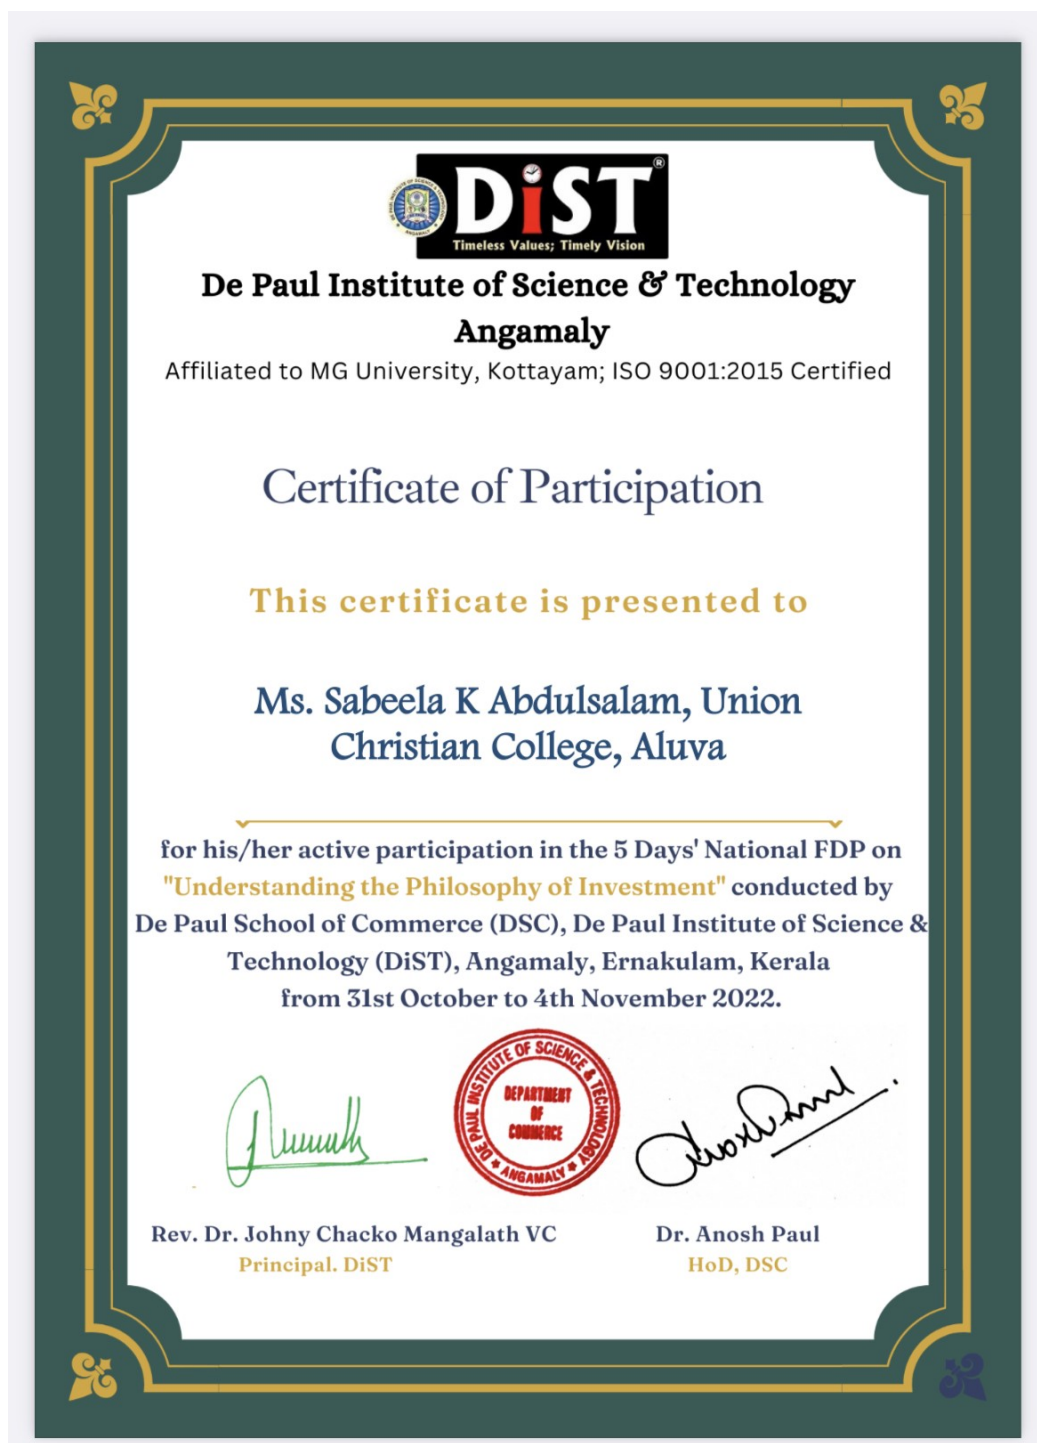 DiST®
Timeless Values; Timely Vision
De Paul Institute of Science & Technology
Angamaly
Affiliated to MG University, Kottayam; ISO 9001:2015 Certified
Certificate of Participation
This certificate is presented to
Ms. Sabeela K Abdulsalam, Union
Christian College, Aluva
for his/her active participation in the 5 Days' National FDP on
"Understanding the Philosophy of Investment" conducted by
De Paul School of Commerce (DSC), De Paul Institute of Science &
Technology (DiST), Angamaly, Ernakulam, Kerala
from 31st October to 4th November 2022.
DE PAUL INSTITUTE OF SCIENCE & TECHNOLOGY
DEPARTMENT
OF
COMMERCE
★ ANGAMALY ★
Rev. Dr. Johny Chacko Mangalath VC
Dr. Anosh Paul
Principal. DiST
HoD, DSC